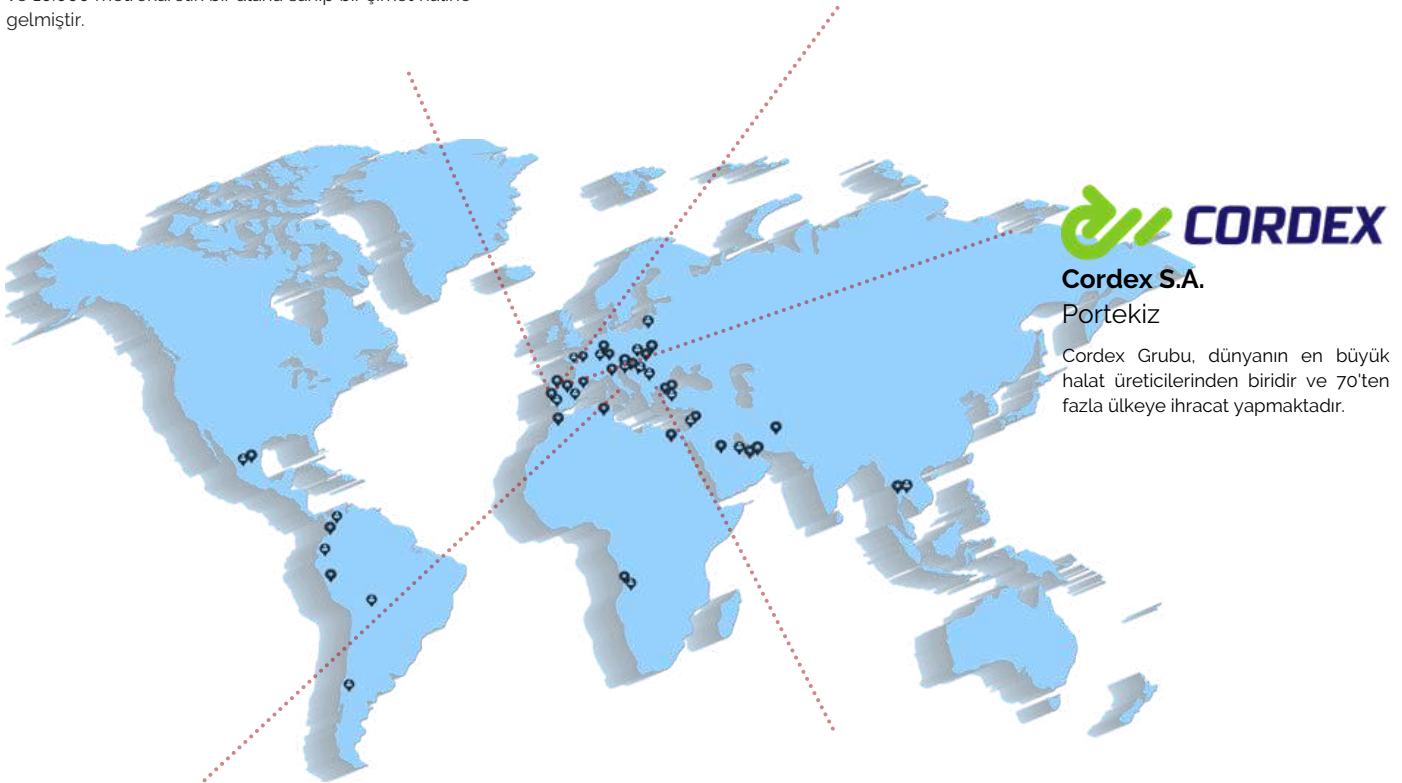 gelmiştir.
CORDEX
Cordex S.A.
Portekiz
Cordex Grubu, dünyanın en büyük
halat üreticilerinden biridir ve 70'ten
fazla ülkeye ihracat yapmaktadır.